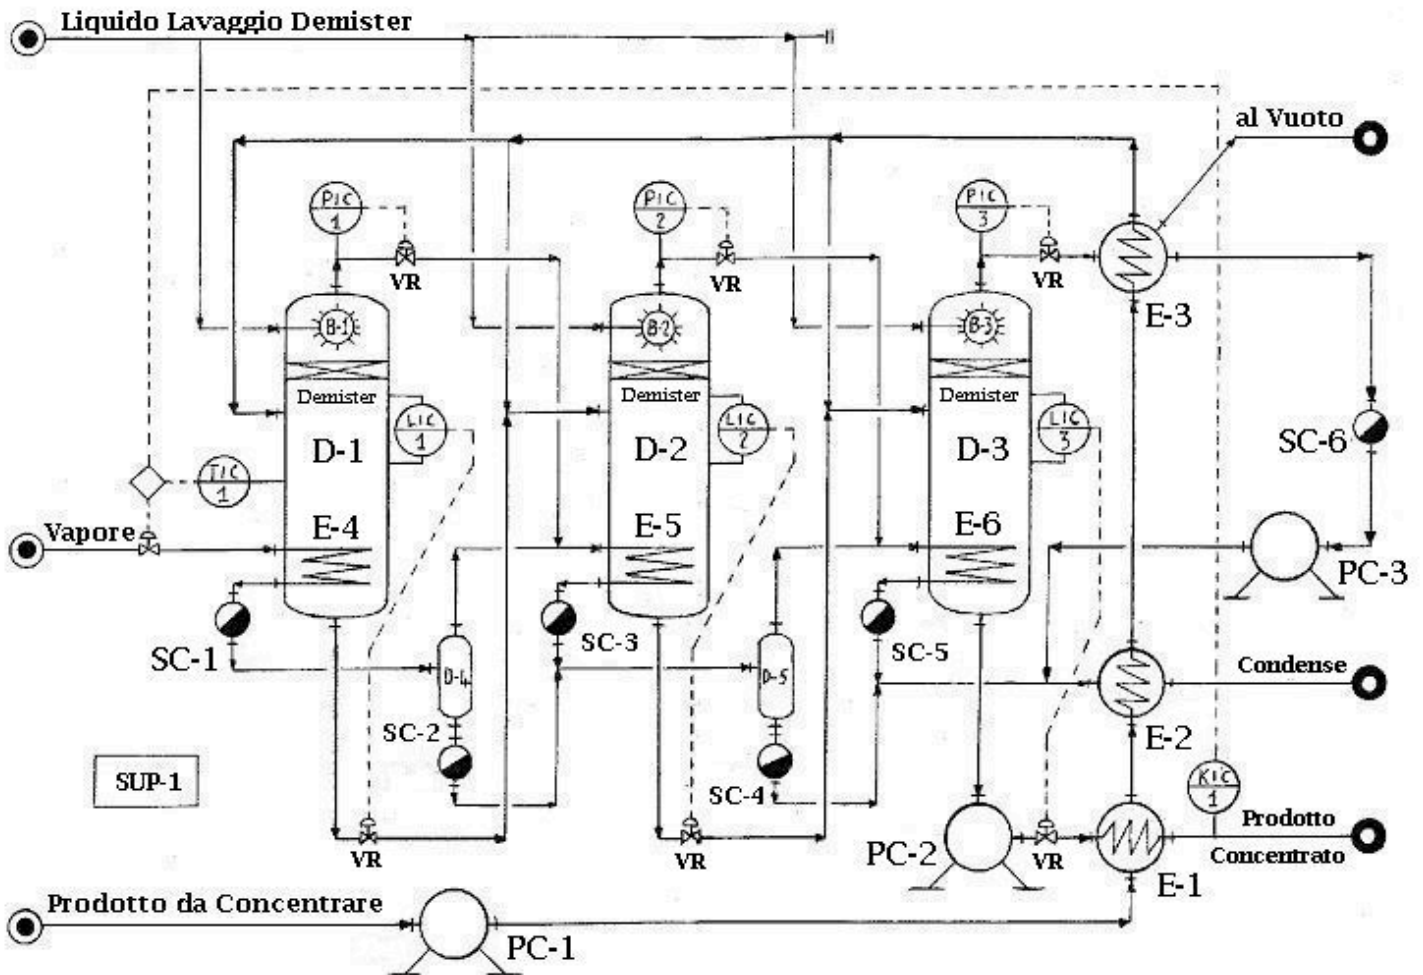 Liquido Lavaggio Demister
al Vuoto
PIC
1
PIC
2
PIC
3
VR
VR
VR
B-1
B-2
B-3
E-3
Demister
Demister
Demister
LIC
1
LIC
2
LIC
3
SC-6
D-1
D-2
D-3
TIC
1
Vapore
E-4
E-5
E-6
PC-3
SC-1
SC-3
SC-5
D-4
D-5
Condense
SC-2
E-2
SUP-1
SC-4
KIC
1
Prodotto
Concentrato
VR
VR
PC-2
VR
E-1
Prodotto da Concentrare
PC-1